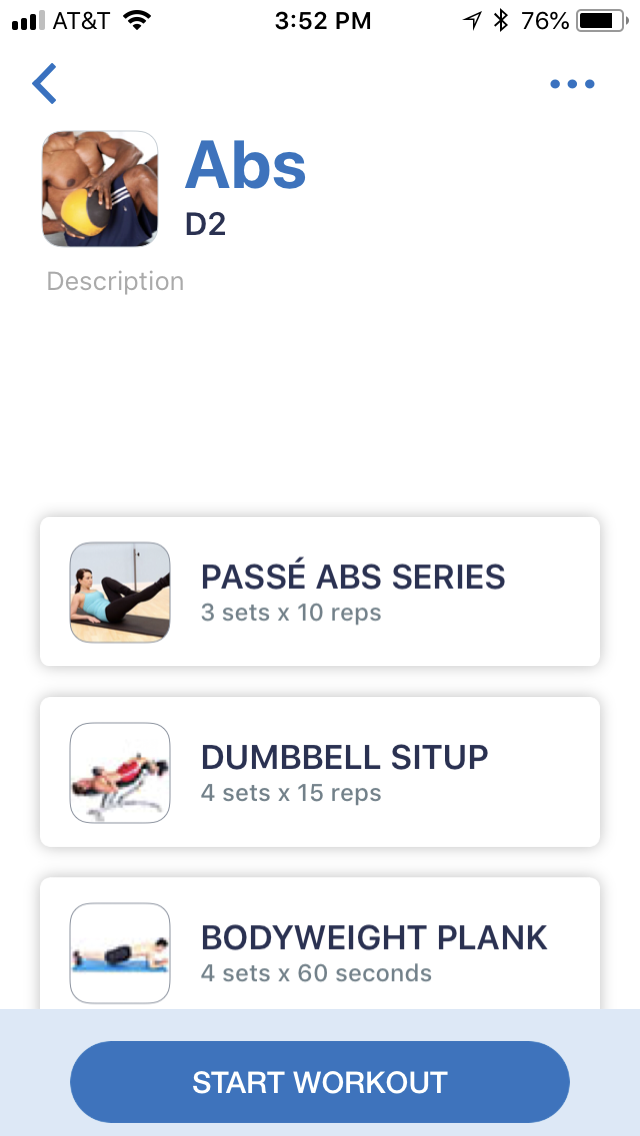 AT&T 3:52 PM 76%
Abs
D2
Description
PASSÉ ABS SERIES
3 sets x 10 reps
DUMBBELL SITUP
4 sets x 15 reps
BODYWEIGHT PLANK
4 sets x 60 seconds
START WORKOUT